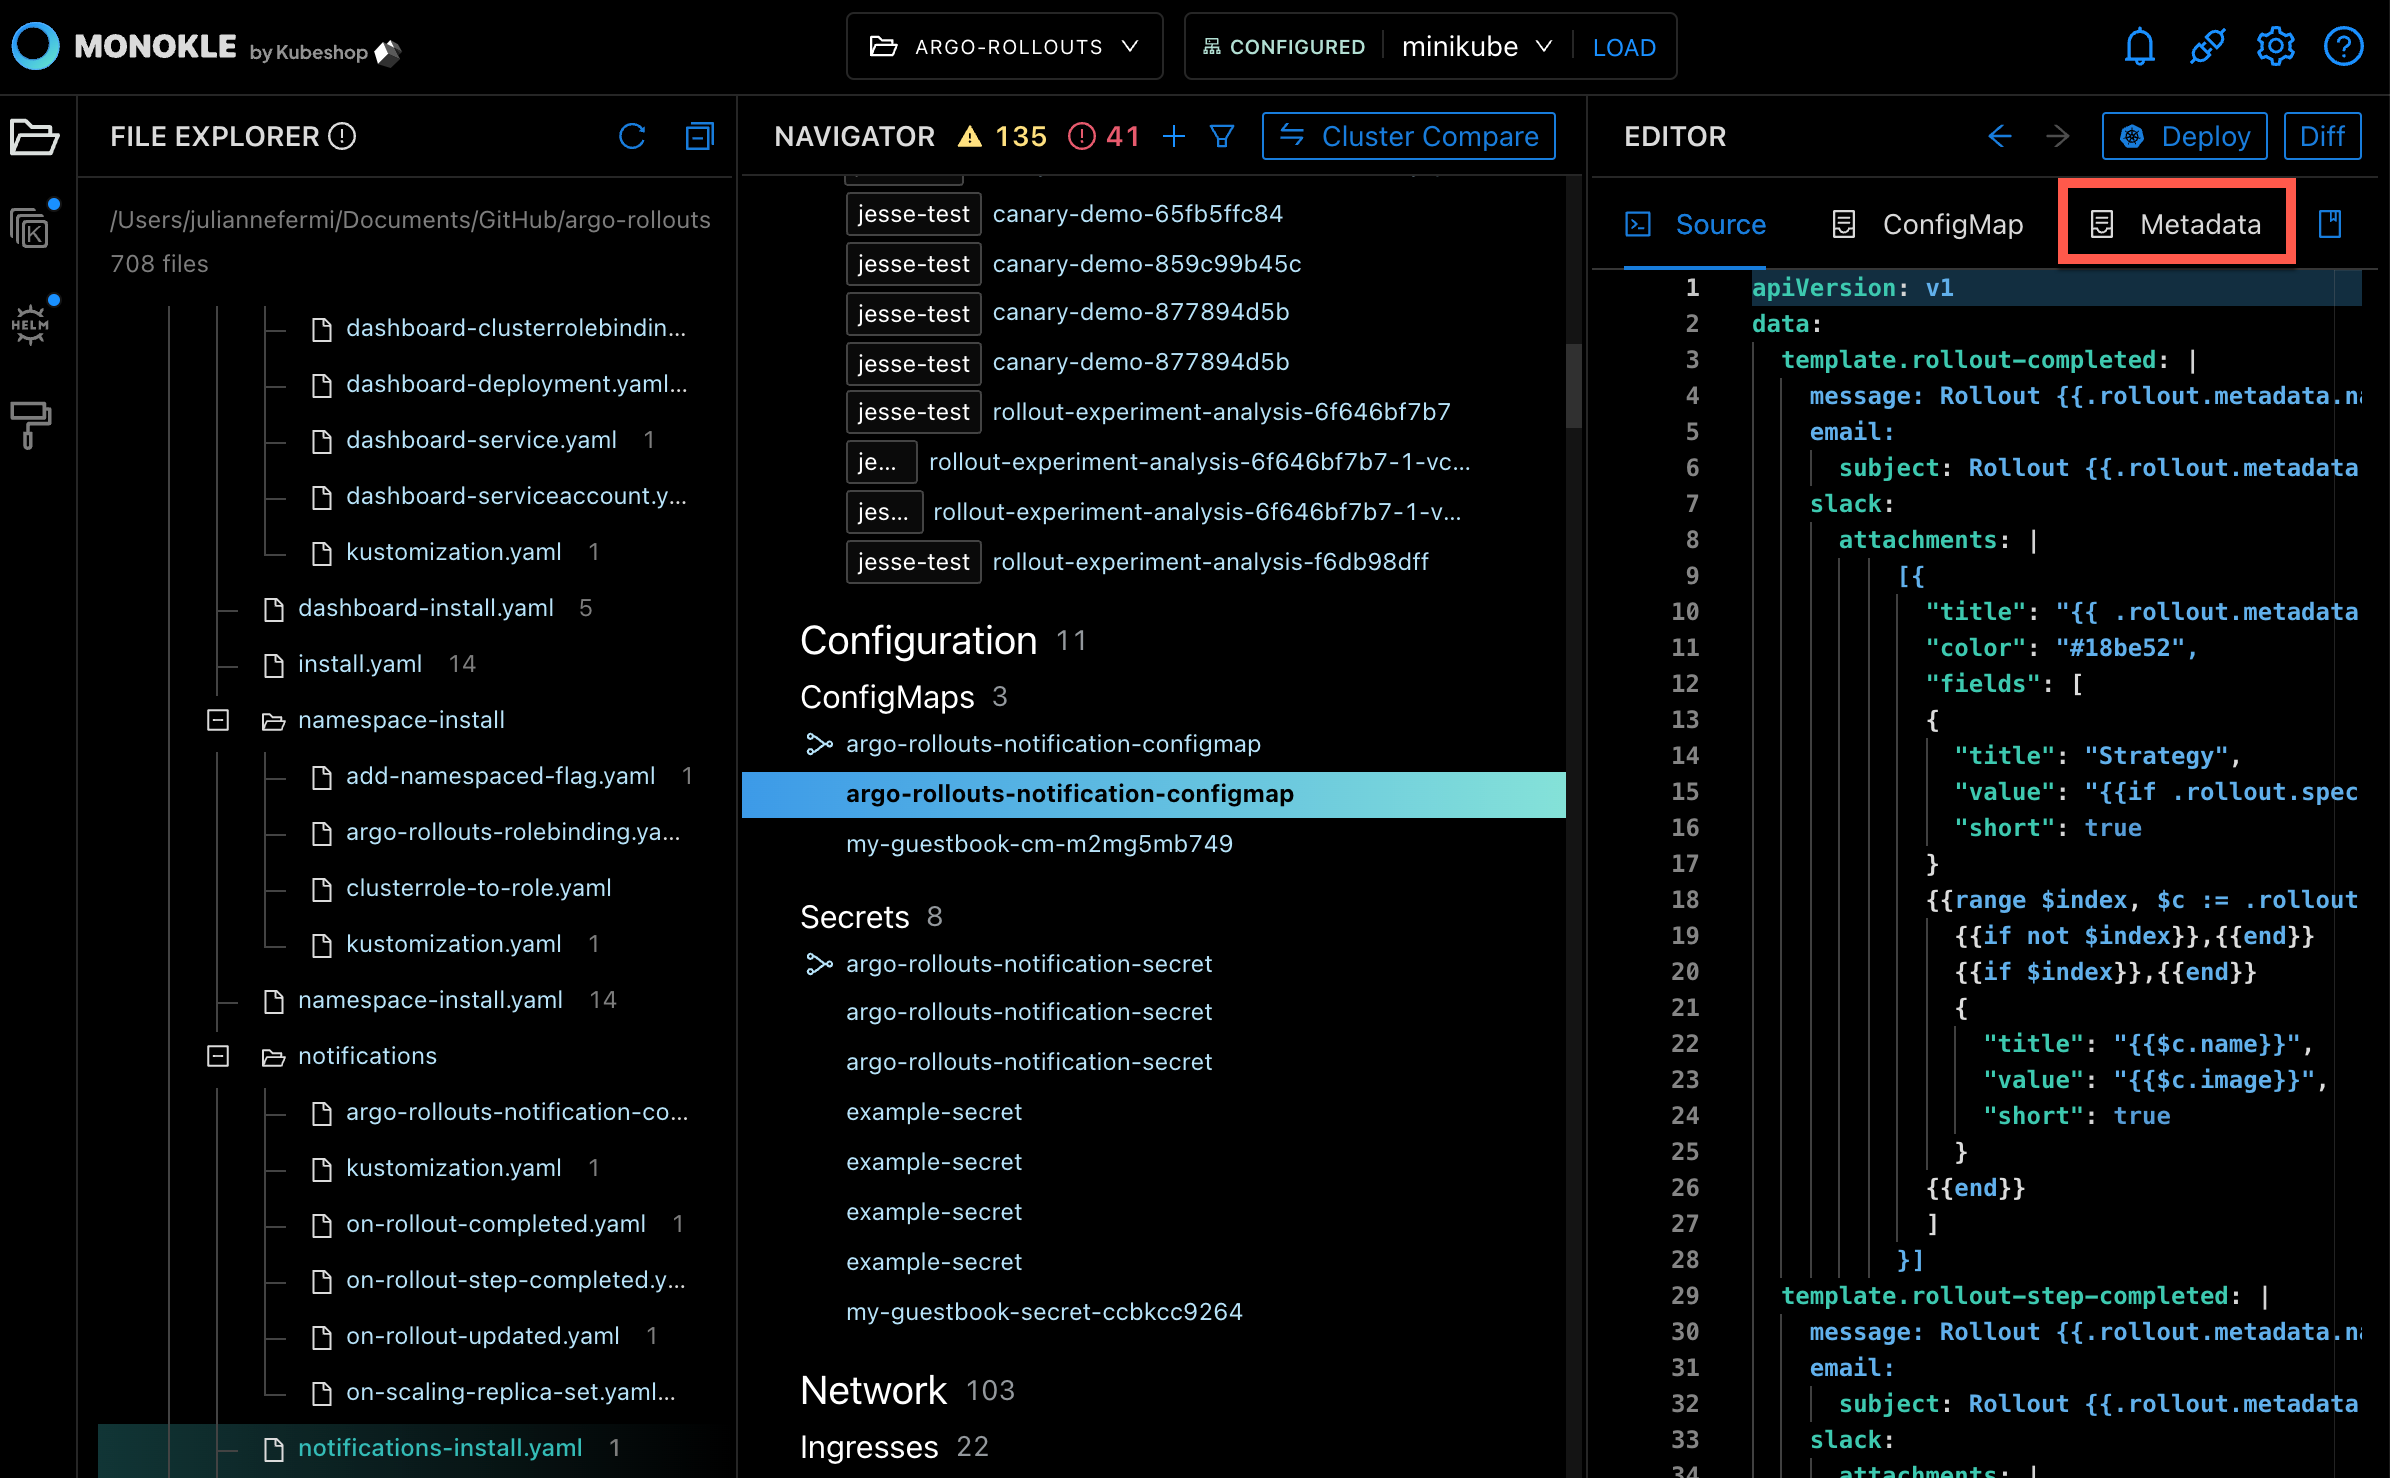 MONOKLE by Kubeshop
ARGO-ROLLOUTS
CONFIGURED minikube LOAD
FILE EXPLORER
/Users/juliannefermi/Documents/GitHub/argo-rollouts
708 files
K
HELM
dashboard-clusterrolebindin...
dashboard-deployment.yaml...
dashboard-service.yaml 1
dashboard-serviceaccount.y...
kustomization.yaml 1
dashboard-install.yaml 5
install.yaml 14
namespace-install
add-namespaced-flag.yaml 1
argo-rollouts-rolebinding.ya...
clusterrole-to-role.yaml
kustomization.yaml 1
namespace-install.yaml 14
notifications
argo-rollouts-notification-co...
kustomization.yaml 1
on-rollout-completed.yaml 1
on-rollout-step-completed.y...
on-rollout-updated.yaml 1
on-scaling-replica-set.yaml...
notifications-install.yaml 1
NAVIGATOR 135 41 Cluster Compare
jesse-test canary-demo-65fb5ffc84
jesse-test canary-demo-859c99b45c
jesse-test canary-demo-877894d5b
jesse-test canary-demo-877894d5b
jesse-test rollout-experiment-analysis-6f646bf7b7
je... rollout-experiment-analysis-6f646bf7b7-1-vc...
jes... rollout-experiment-analysis-6f646bf7b7-1-v...
jesse-test rollout-experiment-analysis-f6db98dff
Configuration 11
ConfigMaps 3
argo-rollouts-notification-configmap
argo-rollouts-notification-configmap
my-guestbook-cm-m2mg5mb749
Secrets 8
argo-rollouts-notification-secret
argo-rollouts-notification-secret
argo-rollouts-notification-secret
example-secret
example-secret
example-secret
example-secret
my-guestbook-secret-ccbkcc9264
Network 103
Ingresses 22
EDITOR Deploy Diff
Source ConfigMap Metadata
1 apiVersion: v1
2 data:
3 template.rollout-completed: |
4 message: Rollout {{.rollout.metadata.na
5 email:
6 subject: Rollout {{.rollout.metadata
7 slack:
8 attachments: |
9 [{
10 "title": "{{ .rollout.metadata
11 "color": "#18be52",
12 "fields": [
13 {
14 "title": "Strategy",
15 "value": "{{if .rollout.spec
16 "short": true
17 }
18 {{range $index, $c := .rollout
19 {{if not $index}},{{end}}
20 {{if $index}},{{end}}
21 {
22 "title": "{{$c.name}}",
23 "value": "{{$c.image}}",
24 "short": true
25 }
26 {{end}}
27 ]
28 }]
29 template.rollout-step-completed: |
30 message: Rollout {{.rollout.metadata.na
31 email:
32 subject: Rollout {{.rollout.metadata
33 slack:
34 attachments: |